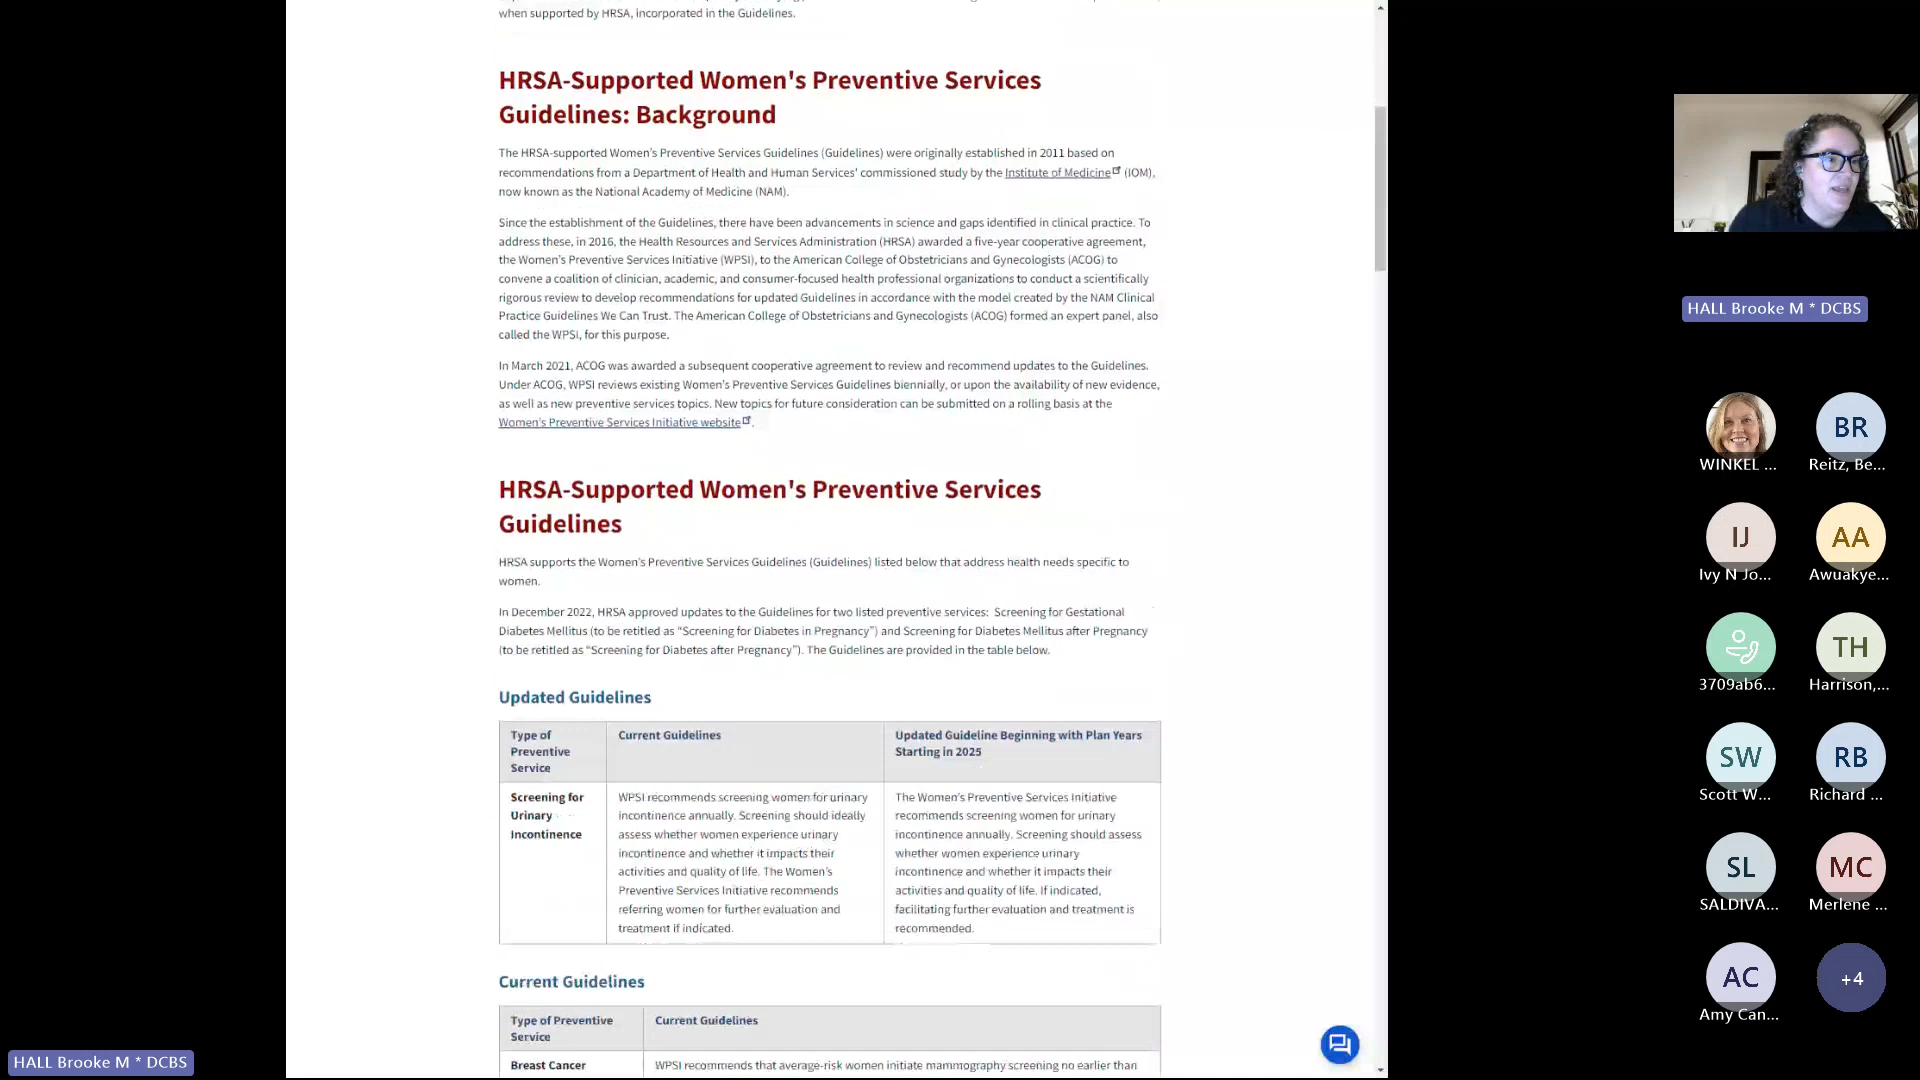 when supported by HRSA, incorporated in the Guidelines.
HRSA-Supported Women's Preventive Services
Guidelines: Background
The HRSA-supported Women's Preventive Services Guidelines (Guidelines) were originally established in 2011 based on
recommendations from a Department of Health and Human Services' commissioned study by the Institute of Medicine (IOM),
now known as the National Academy of Medicine (NAM).
Since the establishment of the Guidelines, there have been advancements in science and gaps identified in clinical practice. To
address these, in 2016, the Health Resources and Services Administration (HRSA) awarded a five-year cooperative agreement,
the Women's Preventive Services Initiative (WPSI), to the American College of Obstetricians and Gynecologists (ACOG) to
convene a coalition of clinician, academic, and consumer-focused health professional organizations to conduct a scientifically
rigorous review to develop recommendations for updated Guidelines in accordance with the model created by the NAM Clinical
Practice Guidelines We Can Trust. The American College of Obstetricians and Gynecologists (ACOG) formed an expert panel, also
called the WPSI, for this purpose.
In March 2021, ACOG was awarded a subsequent cooperative agreement to review and recommend updates to the Guidelines.
Under ACOG, WPSI reviews existing Women's Preventive Services Guidelines biennially, or upon the availability of new evidence,
as well as new preventive services topics. New topics for future consideration can be submitted on a rolling basis at the
Women's Preventive Services Initiative website.
HRSA-Supported Women's Preventive Services
Guidelines
HRSA supports the Women's Preventive Services Guidelines (Guidelines) listed below that address health needs specific to
women.
In December 2022, HRSA approved updates to the Guidelines for two listed preventive services: Screening for Gestational
Diabetes Mellitus (to be retitled as “Screening for Diabetes in Pregnancy”) and Screening for Diabetes Mellitus after Pregnancy
(to be retitled as “Screening for Diabetes after Pregnancy”). The Guidelines are provided in the table below.
Updated Guidelines
Type of
Preventive
Service
Current Guidelines
Updated Guideline Beginning with Plan Years
Starting in 2025
Screening for
Urinary
Incontinence
WPSI recommends screening women for urinary
incontinence annually. Screening should ideally
assess whether women experience urinary
incontinence and whether it impacts their
activities and quality of life. The Women's
Preventive Services Initiative recommends
referring women for further evaluation and
treatment if indicated.
The Women's Preventive Services Initiative
recommends screening women for urinary
incontinence annually. Screening should assess
whether women experience urinary
incontinence and whether it impacts their
activities and quality of life. If indicated,
facilitating further evaluation and treatment is
recommended.
Current Guidelines
Type of Preventive
Service
Current Guidelines
Breast Cancer
WPSI recommends that average-risk women initiate mammography screening no earlier than
HALL Brooke M * DCBS
HALL Brooke M * DCBS
WINKEL ...
BR
Reitz, Be...
IJ
Ivy N Jo...
AA
Awuakye...
3709ab6...
TH
Harrison,...
SW
Scott W...
RB
Richard ...
SL
SALDIVA...
MC
Merlene ...
AC
Amy Can...
+4